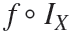 f ∘ I_X